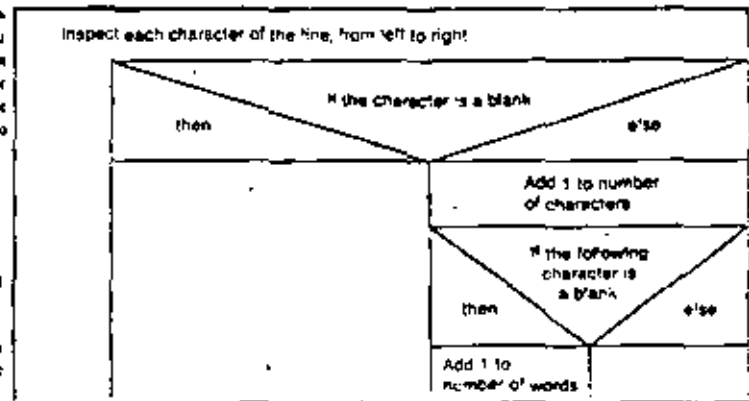 Inspect each character of the line, from left to right
If the character is a blank
then
else
Add 1 to number
of characters
If the following
character is
a blank
then
else
Add 1 to
number of words